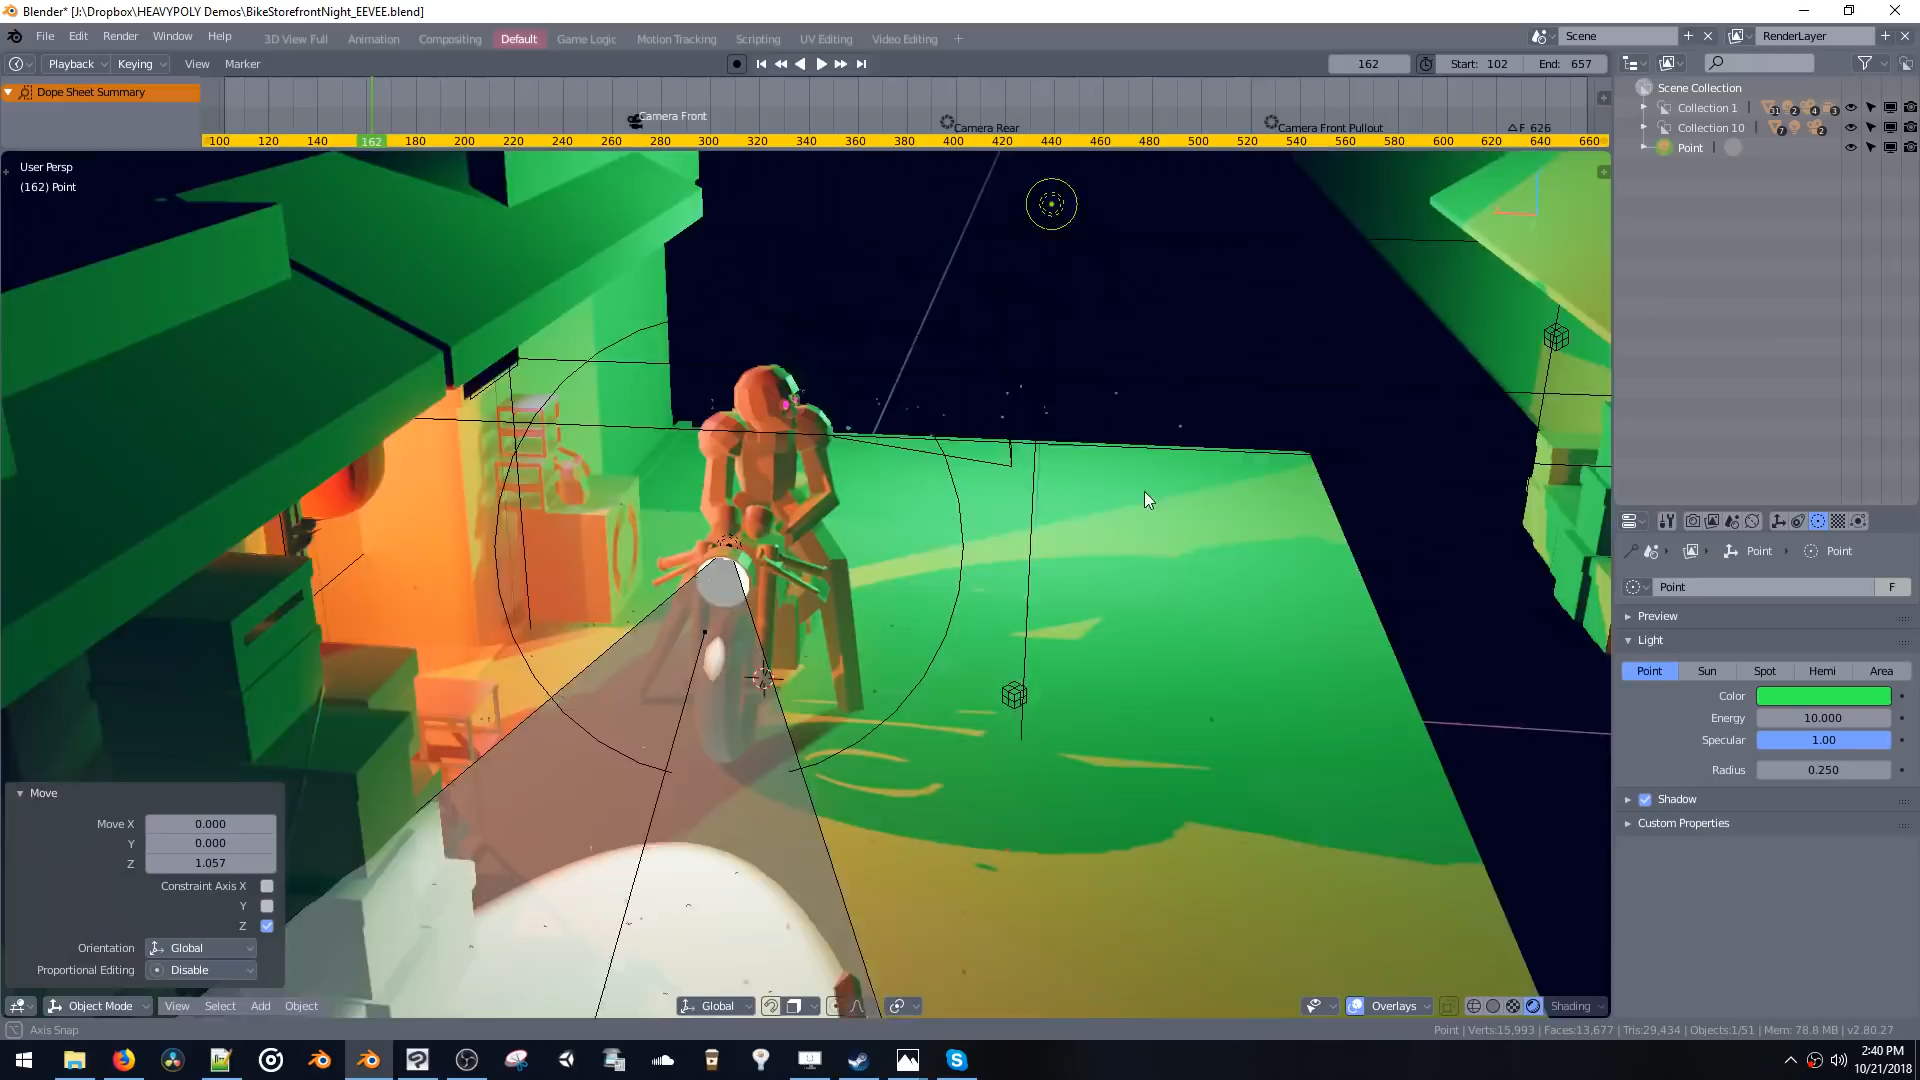 Blender* [J:\Dropbox\HEAVYPOLY Demos\BikeStorefrontNight_EEVEE.blend]
File Edit Render Window Help 3D View Full Animation Compositing Default Game Logic Motion Tracking Scripting UV Editing Video Editing Scene RenderLayer
Playback Keying View Marker 162 Start: 102 End: 657
Dope Sheet Summary
Camera Front Camera Rear Camera Front Pullout F 626
100 120 140 162 180 200 220 240 260 280 300 320 340 360 380 400 420 440 460 480 500 520 540 560 580 600 620 640 660
Scene Collection
Collection 1 31 2 4 3
Collection 10 7 2
Point
User Persp
(162) Point
Point Point
Point F
Preview
Light
Point Sun Spot Hemi Area
Color
Energy 10.000
Specular 1.00
Radius 0.250
Shadow
Custom Properties
Move
Move X 0.000
Y 0.000
Z 1.057
Constraint Axis X
Y
Z
Orientation Global
Proportional Editing Disable
Object Mode View Select Add Object Global Overlays Shading
Axis Snap Point | Verts:15,993 | Faces:13,677 | Tris:29,434 | Objects:1/51 | Mem: 78.8 MB | v2.80.27
2:40 PM
10/21/2018